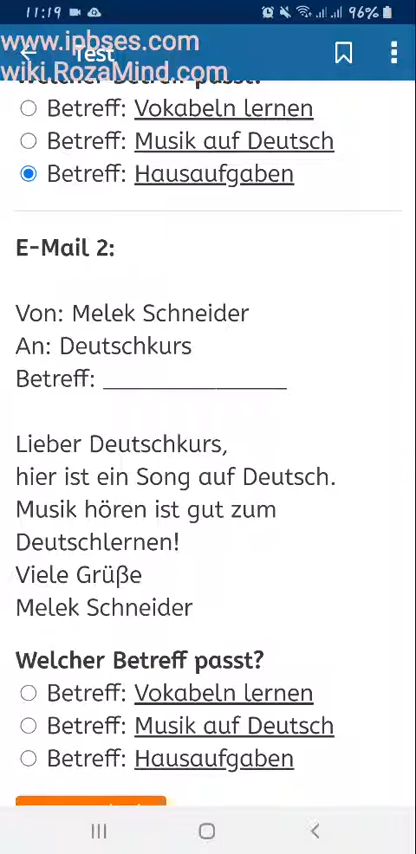 11:19 96%
www.ipbses.com
Test
wiki.RozaMind.com
Welcher Betreff passt?
Betreff: Vokabeln lernen
Betreff: Musik auf Deutsch
Betreff: Hausaufgaben
E-Mail 2:
Von: Melek Schneider
An: Deutschkurs
Betreff: _______________
Lieber Deutschkurs,
hier ist ein Song auf Deutsch.
Musik hören ist gut zum
Deutschlernen!
Viele Grüße
Melek Schneider
Welcher Betreff passt?
Betreff: Vokabeln lernen
Betreff: Musik auf Deutsch
Betreff: Hausaufgaben